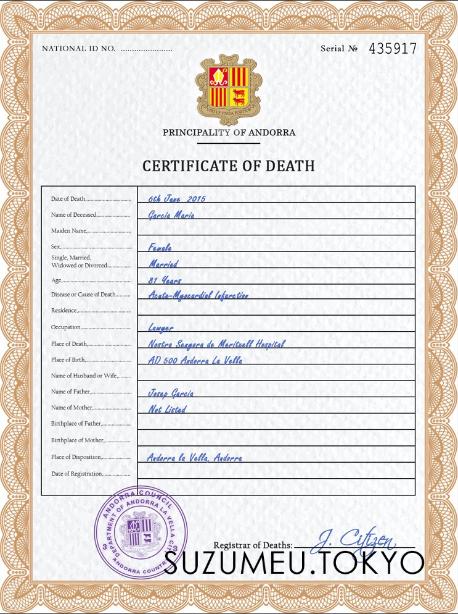 NATIONAL ID NO. ........................
Serial № 435917
PRINCIPALITY OF ANDORRA
CERTIFICATE OF DEATH
Date of Death............ 6th June 2015
Name of Deceased........ Garcia Maria
Maiden Name............
Sex............ Female
Single, Married,
Widowed or Divorced......... Married
Age............ 81 Years
Disease or Cause of Death...... Acute-Myocardial Infarction
Residence............
Occupation............ Lawyer
Place of Death............ Nostra Senyora de Meritxell Hospital
Place of Birth............ AD 500 Andorra La Vella
Name of Husband or Wife......
Name of Father............ Josep Garcia
Name of Mother............ Not Listed
Birthplace of Father............
Birthplace of Mother............
Place of Disposition............ Andorra la Vella, Andorra
Date of Registration............
ANDORRA COUNCIL
DEPARTMENT OF ANDORRA LA VELLA
ANDORRA COUNTR
Registrar of Deaths: J. Citizen
SUZUMEU.TOKYO